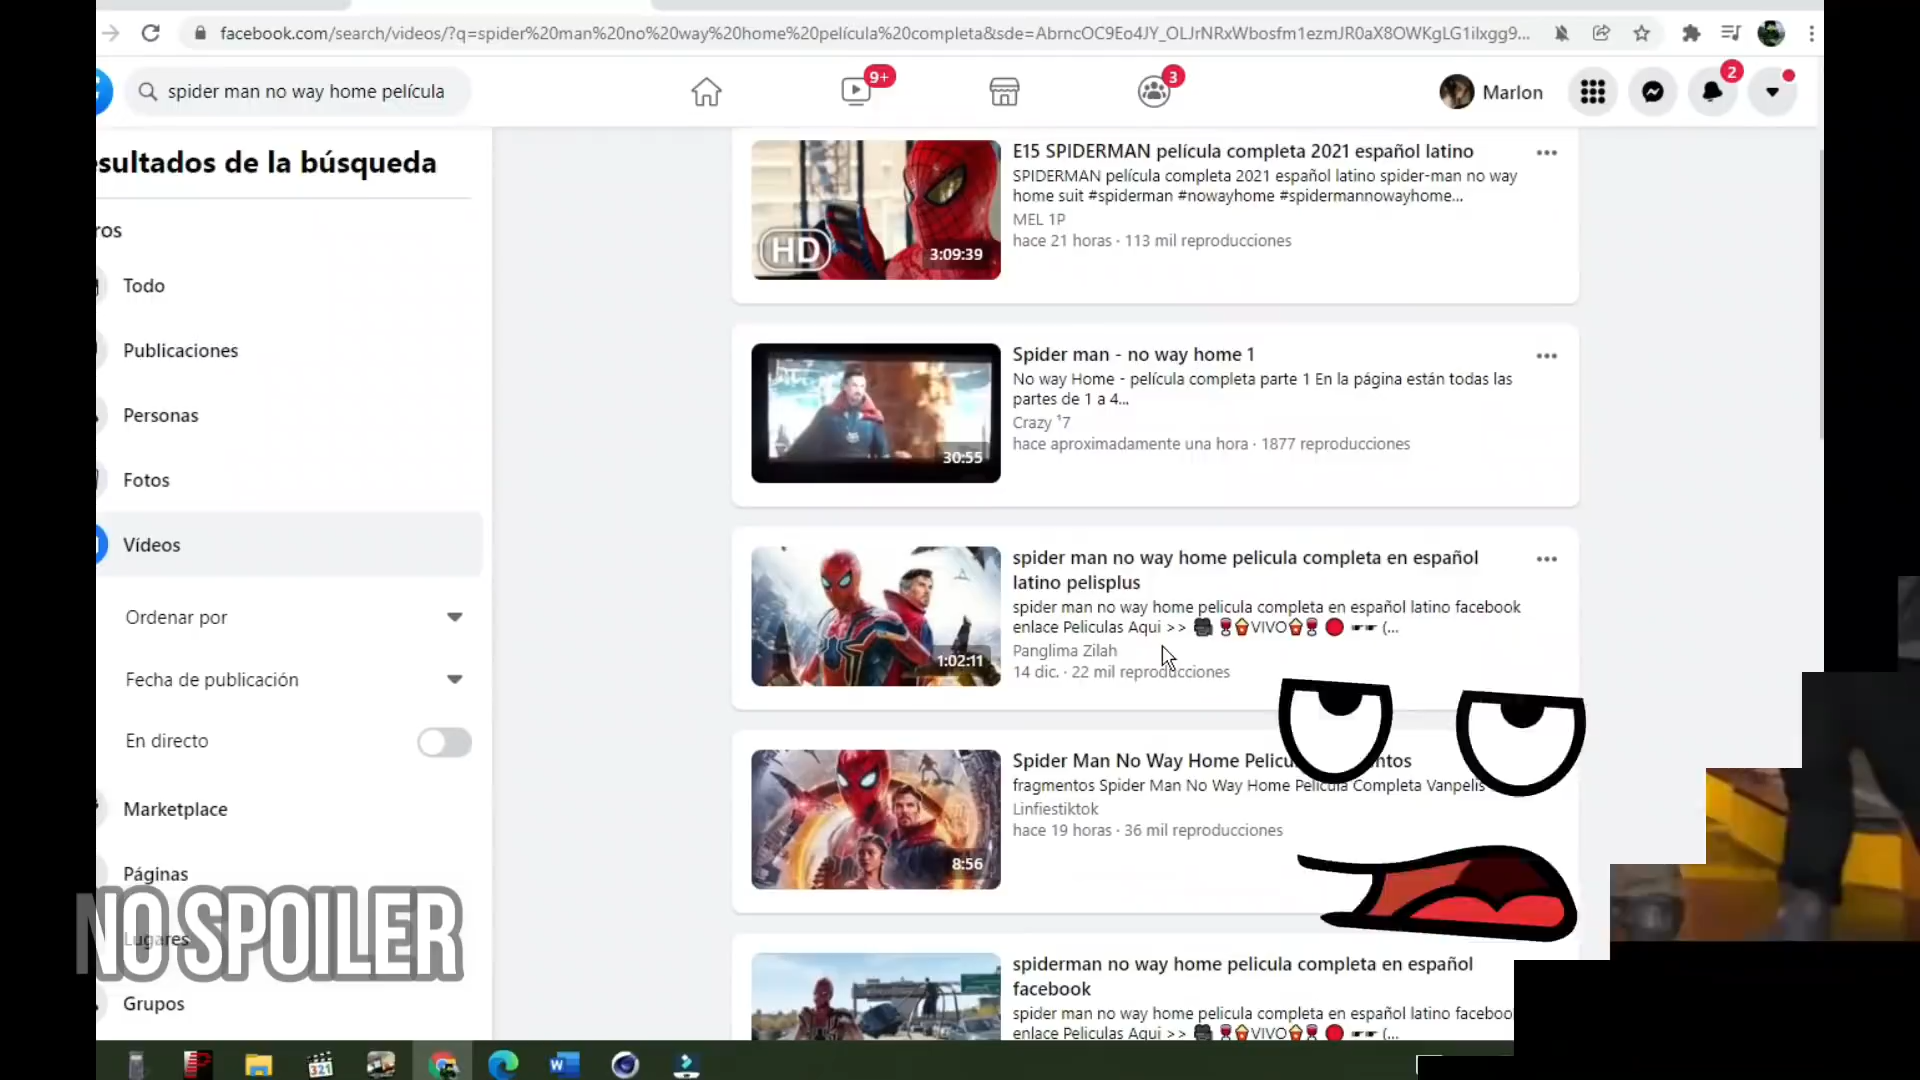 facebook.com/search/videos/?q=spider%20man%20no%20way%20home%20película%20completa&sde=AbrncOC9Eo4JY_OLJrNRxWbosfm1ezmJR0aX8OWKgLG1ilxgg9...
spider man no way home película
9+
3
Marlon
2
esultados de la búsqueda
ros
Todo
Publicaciones
Personas
Fotos
Vídeos
Ordenar por
Fecha de publicación
En directo
Marketplace
Páginas
Lugares
Grupos
NO SPOILER
E15 SPIDERMAN película completa 2021 español latino
SPIDERMAN película completa 2021 español latino spider-man no way
home suit #spiderman #nowayhome #spidermannowayhome...
MEL 1P
hace 21 horas · 113 mil reproducciones
HD
3:09:39
Spider man - no way home 1
No way Home - película completa parte 1 En la página están todas las
partes de 1 a 4...
Crazy ¹7
hace aproximadamente una hora · 1877 reproducciones
30:55
spider man no way home pelicula completa en español
latino pelisplus
spider man no way home pelicula completa en español latino facebook
enlace Peliculas Aqui >> 🎥🍷🍿VIVO🍿🍷🔴 (...
Panglima Zilah
14 dic. · 22 mil reproducciones
1:02:11
Spider Man No Way Home Pelicu ntos
fragmentos Spider Man No Way Home Pelicula Completa Vanpelis
Linfiestiktok
hace 19 horas · 36 mil reproducciones
8:56
spiderman no way home pelicula completa en español
facebook
spider man no way home pelicula completa en español latino faceboo
enlace Peliculas Aqui >> 🎥🍷🍿VIVO🍿🍷🔴 (...
321